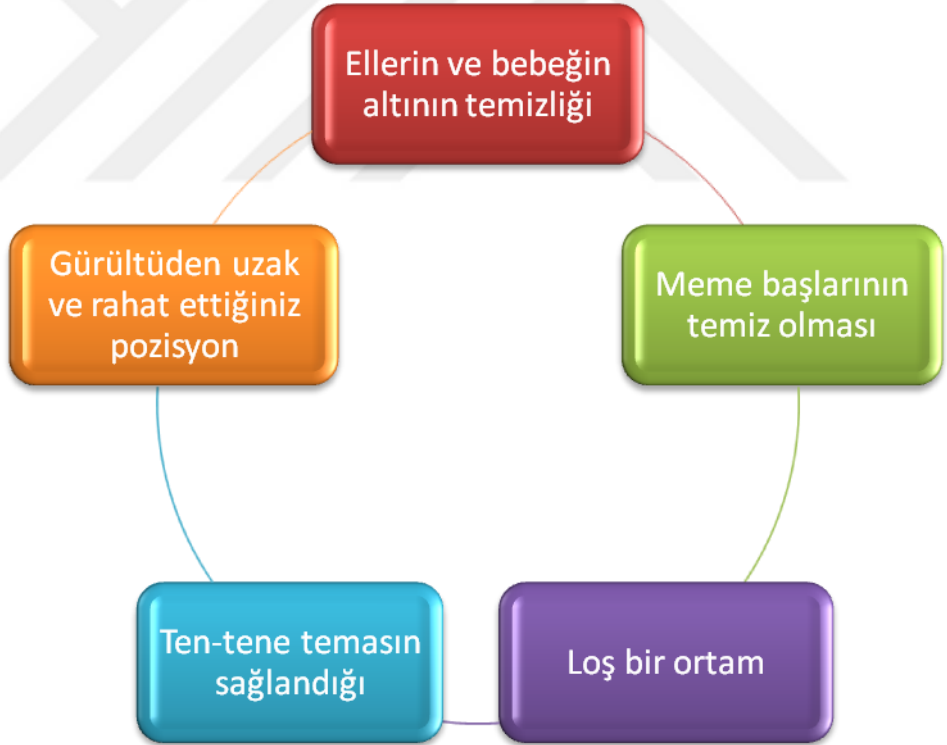 Ellerin ve bebeğin
altının temizliği
Meme başlarının
temiz olması
Loş bir ortam
Ten-tene temasın
sağlandığı
Gürültüden uzak
ve rahat ettiğiniz
pozisyon